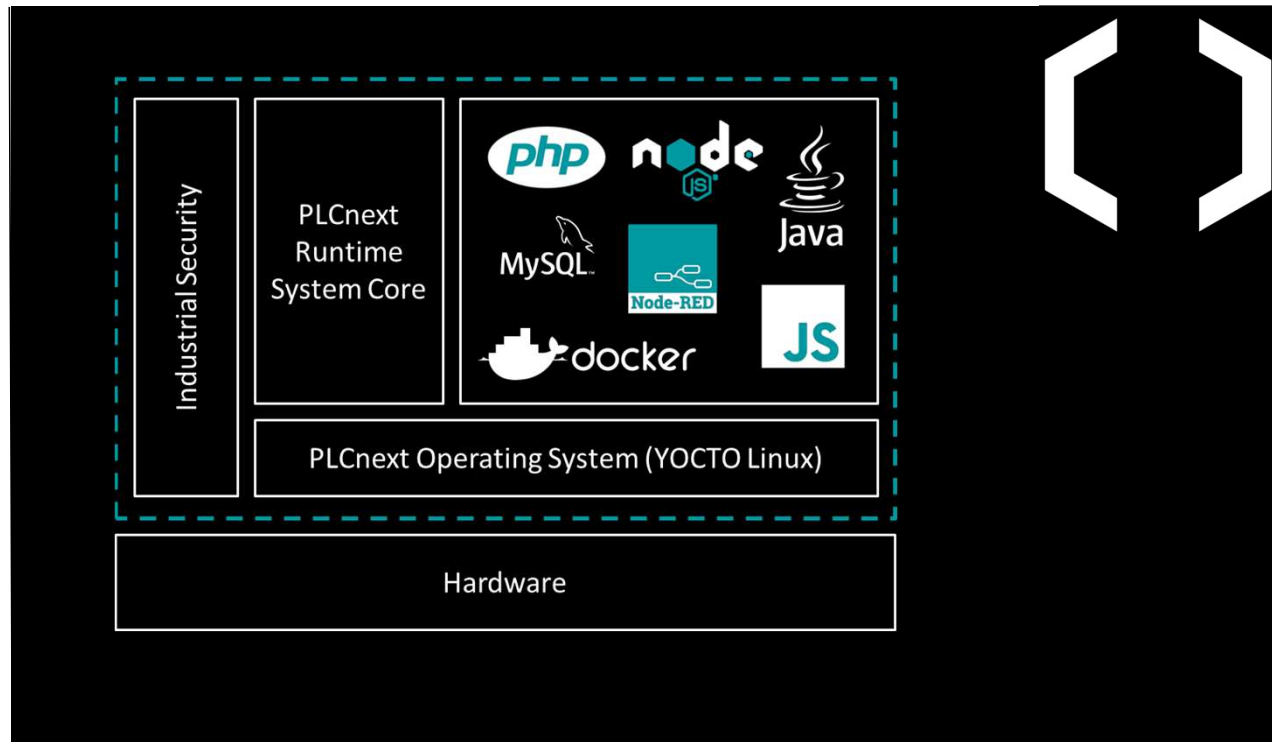 Industrial Security
PLCnext
Runtime
System Core
php
node
JS
Java
MySQL™
Node-RED
docker
JS
PLCnext Operating System (YOCTO Linux)
Hardware